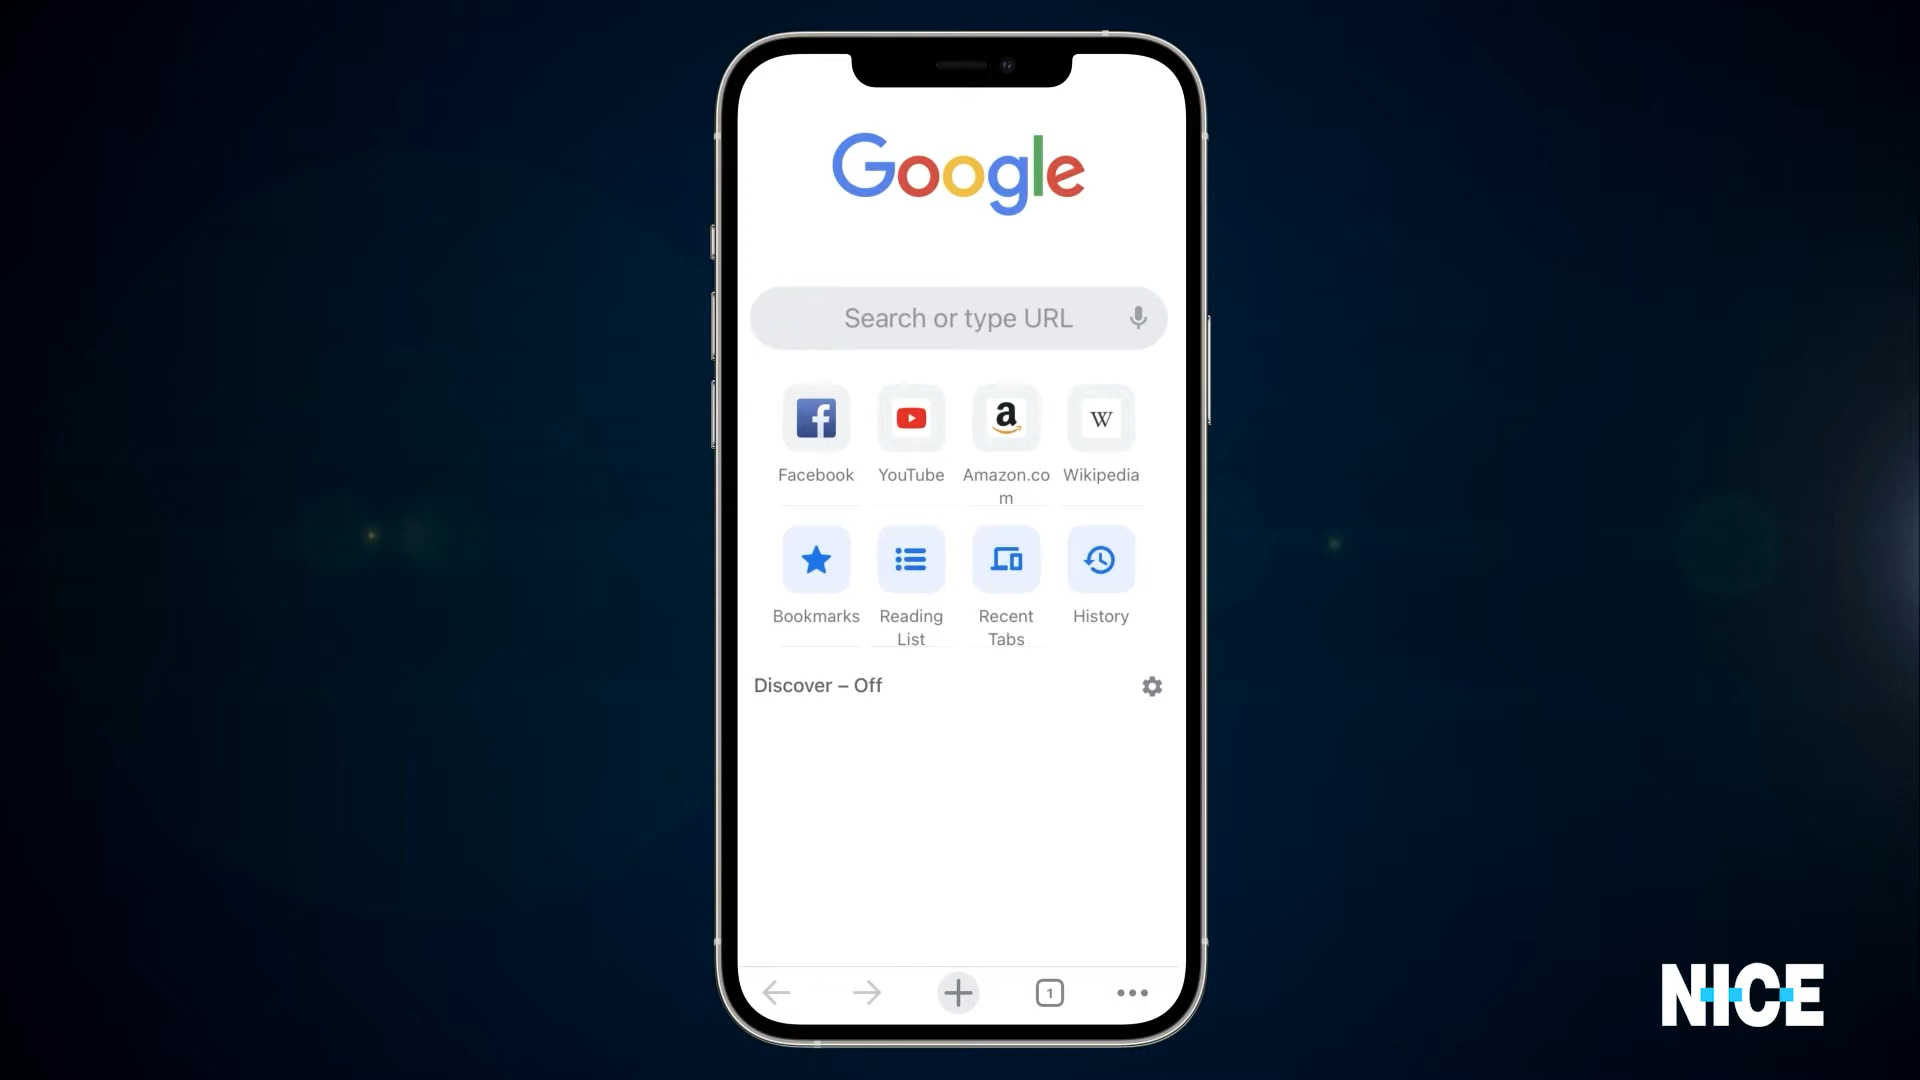 Google
Search or type URL
Facebook YouTube Amazon.co Wikipedia
m
W
Bookmarks Reading Recent History
List Tabs
Discover – Off
1
NICE